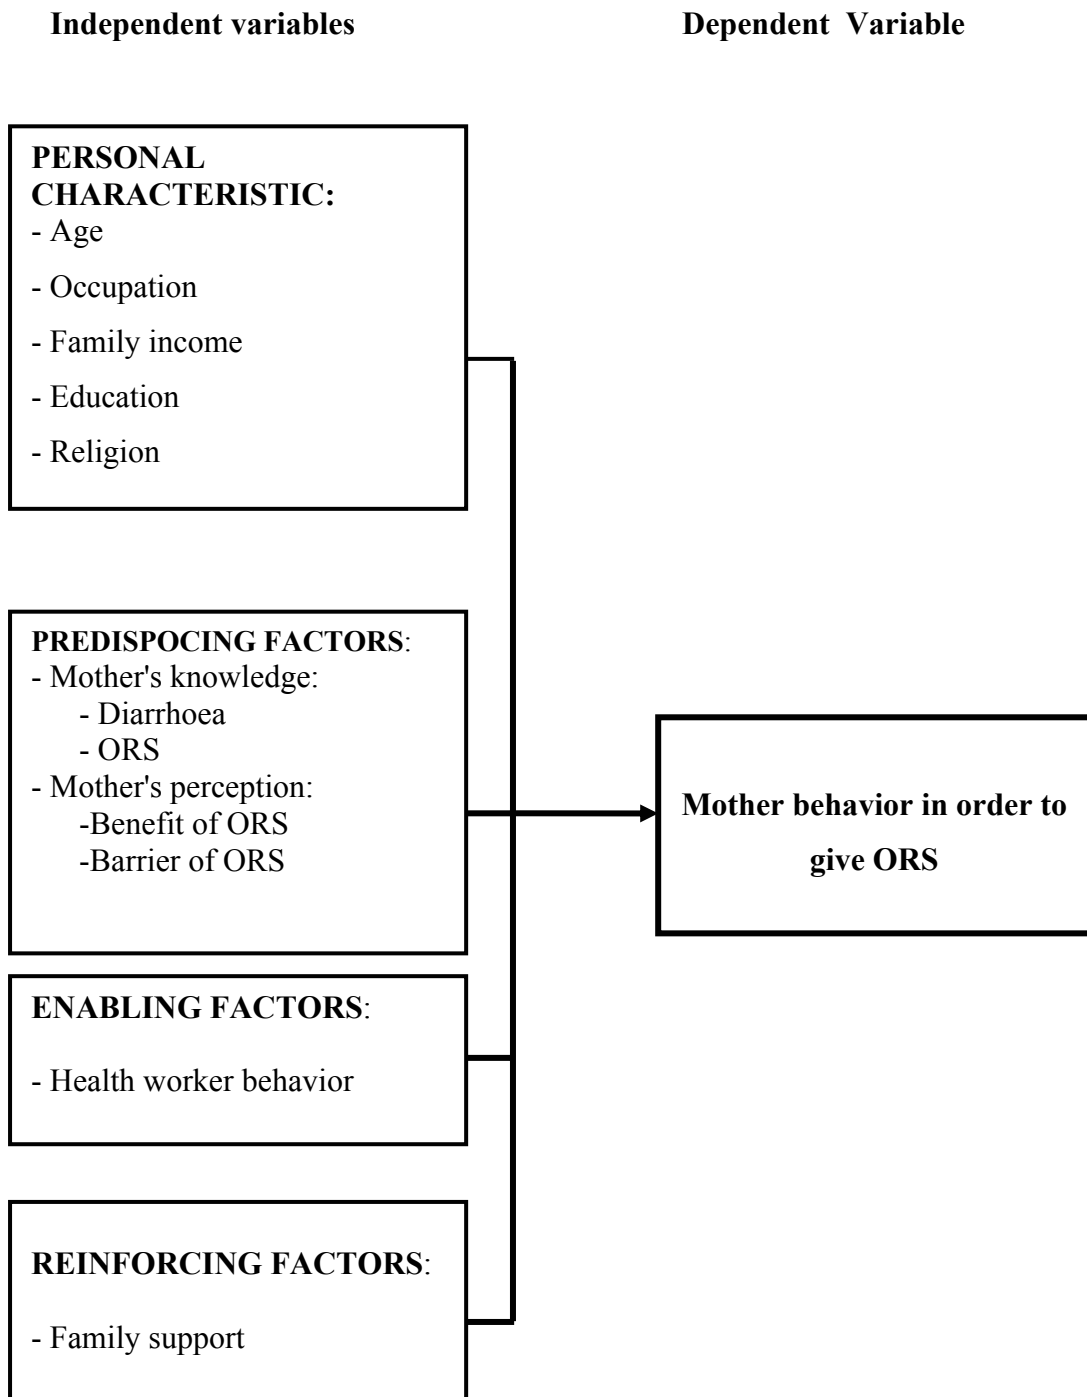 Independent variables
Dependent Variable
PERSONAL
CHARACTERISTIC:
- Age
- Occupation
- Family income
- Education
- Religion
PREDISPOCING FACTORS:
- Mother's knowledge:
- Diarrhoea
- ORS
- Mother's perception:
-Benefit of ORS
-Barrier of ORS
Mother behavior in order to
give ORS
ENABLING FACTORS:
- Health worker behavior
REINFORCING FACTORS:
- Family support